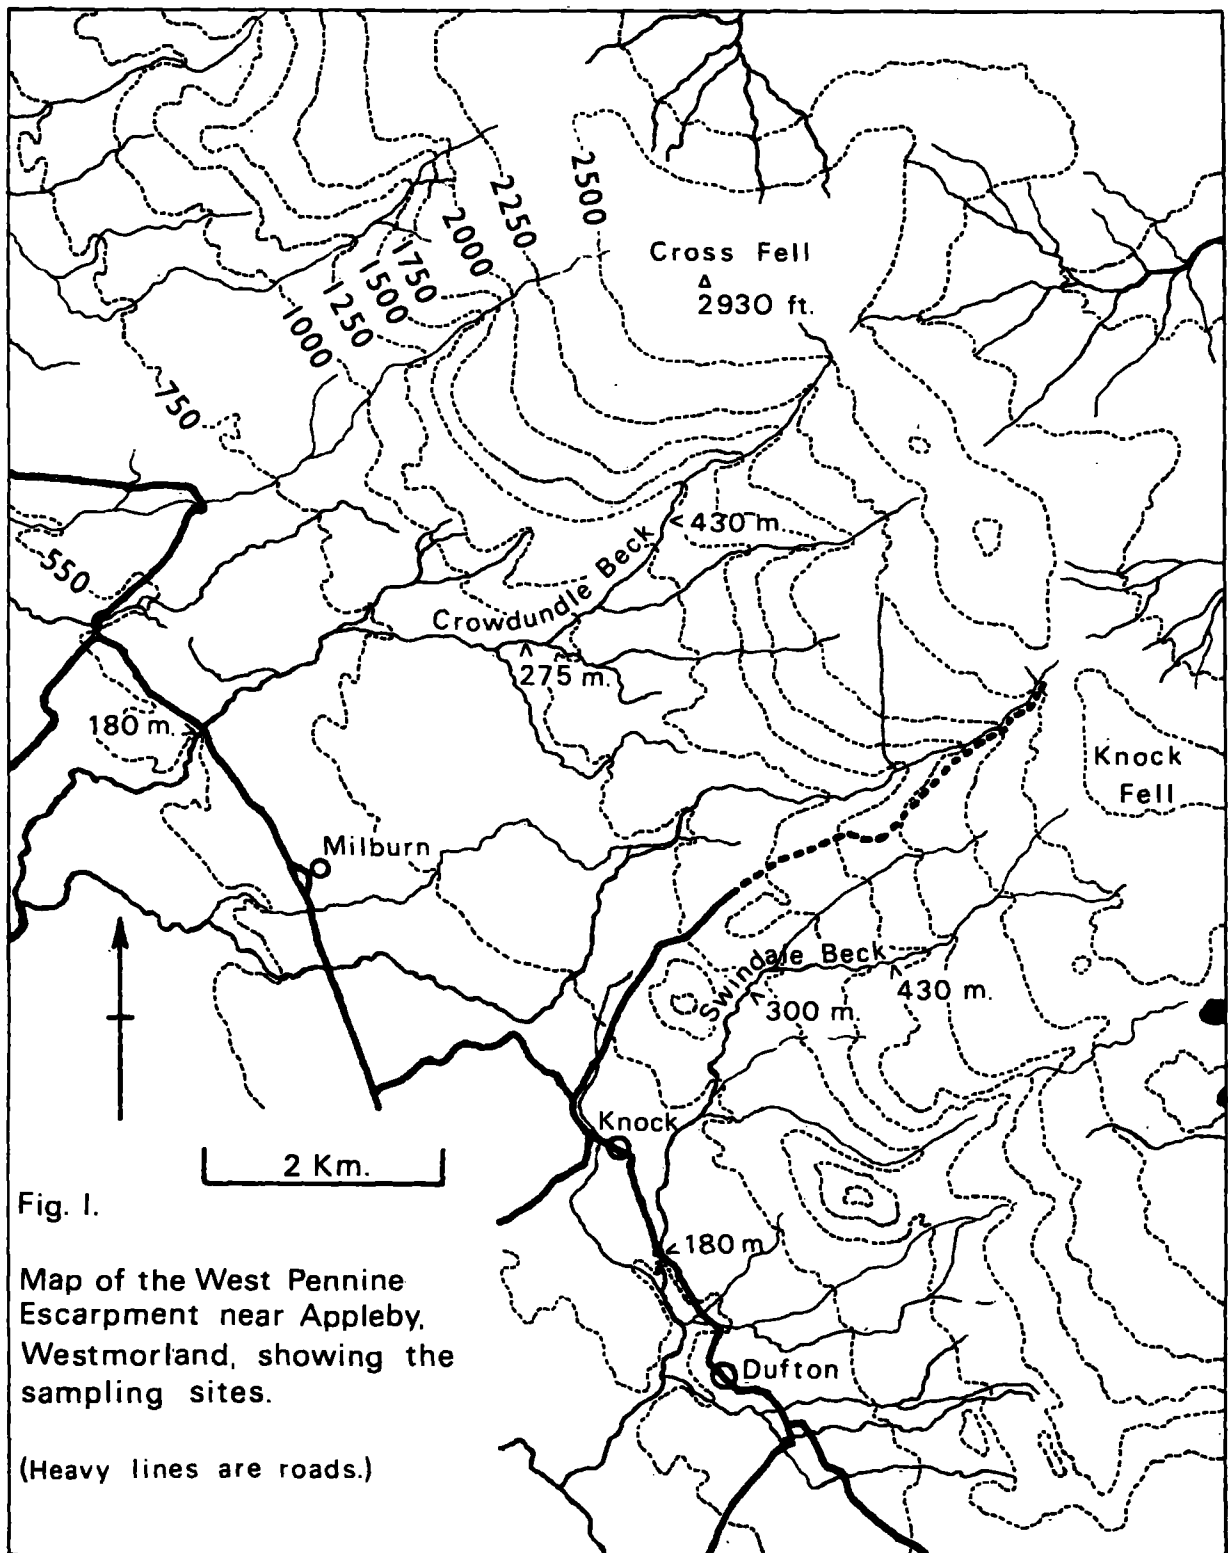 2500
2250
2000
1750
1500
1250
1000
750
550
Cross Fell
2930 ft.
<430 m.
Crowdundle Beck
275 m.
180 m.
Knock
Fell
Milburn
Swindale Beck
430 m.
300 m.
Knock
2 Km.
<180 m
Dufton
Fig. I.
Map of the West Pennine
Escarpment near Appleby,
Westmorland, showing the
sampling sites.
(Heavy lines are roads.)